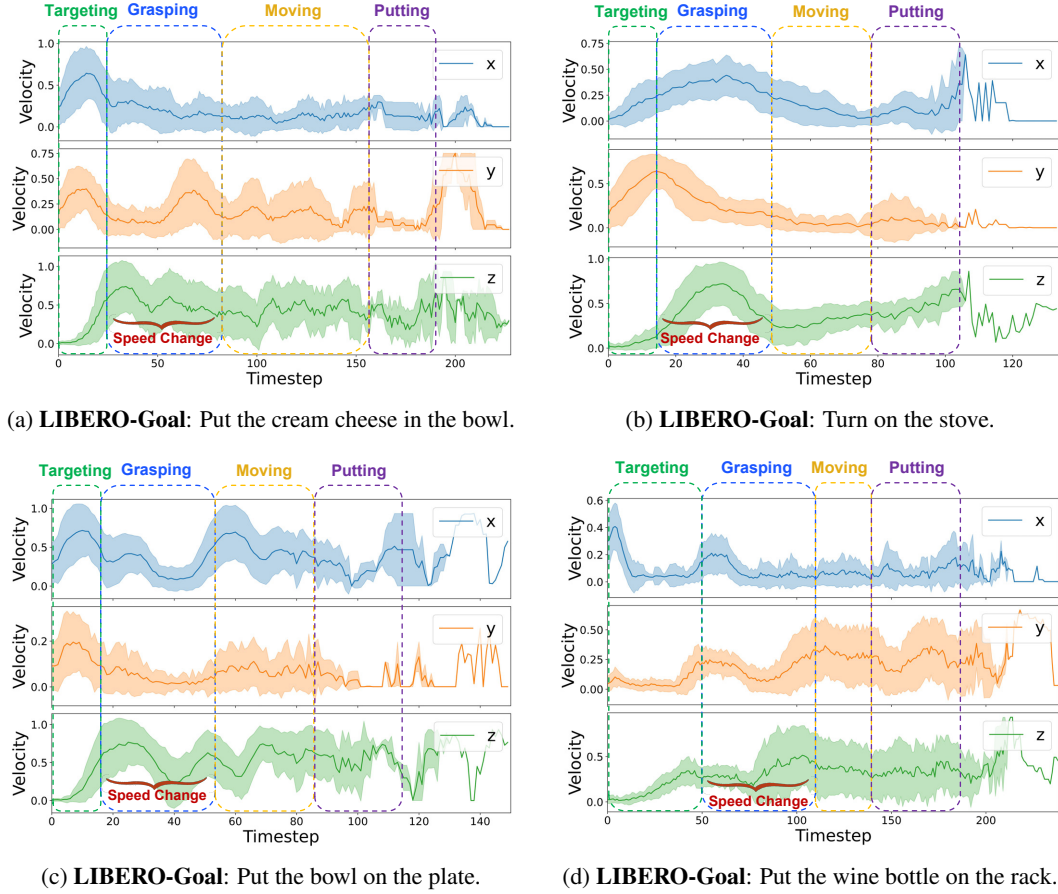 Targeting Grasping Moving Putting
1.0
0.5
0.0
Velocity
x
0.75
0.50
0.25
0.00
Velocity
y
1.0
0.5
0.0
Velocity
z
Speed Change
0 50 100 150 200
Timestep
(a) LIBERO-Goal: Put the cream cheese in the bowl.
Targeting Grasping Moving Putting
0.75
0.50
0.25
0.00
Velocity
x
0.5
0.0
Velocity
y
1.0
0.5
0.0
Velocity
z
Speed Change
0 20 40 60 80 100 120
Timestep
(b) LIBERO-Goal: Turn on the stove.
Targeting Grasping Moving Putting
1.0
0.5
0.0
Velocity
x
0.2
0.0
Velocity
y
1.0
0.5
0.0
Velocity
z
Speed Change
0 20 40 60 80 100 120 140
Timestep
(c) LIBERO-Goal: Put the bowl on the plate.
Targeting Grasping Moving Putting
0.6
0.4
0.2
0.0
Velocity
x
0.50
0.25
0.00
Velocity
y
0.5
0.0
Velocity
z
Speed Change
0 50 100 150 200
Timestep
(d) LIBERO-Goal: Put the wine bottle on the rack.